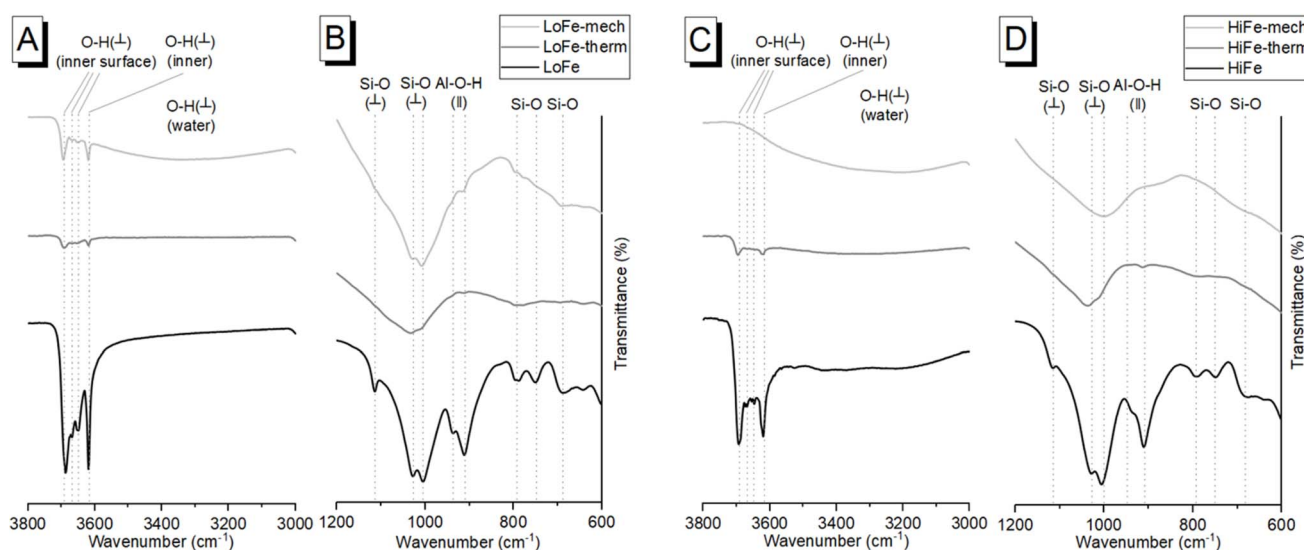 A
O-H(⊥)
(inner surface)
O-H(⊥)
(inner)
O-H(⊥)
(water)
3800 3600 3400 3200 3000
Wavenumber (cm-1)
B
LoFe-mech
LoFe-therm
LoFe
Si-O
(⊥)
Si-O
(⊥)
Al-O-H
(II)
Si-O Si-O
Transmittance (%)
1200 1000 800 600
Wavenumber (cm-1)
C
O-H(⊥)
(inner surface)
O-H(⊥)
(inner)
O-H(⊥)
(water)
3800 3600 3400 3200 3000
Wavenumber (cm-1)
D
HiFe-mech
HiFe-therm
HiFe
Si-O
(⊥)
Si-O
(⊥)
Al-O-H
(II)
Si-O Si-O
Transmittance (%)
1200 1000 800 600
Wavenumber (cm-1)